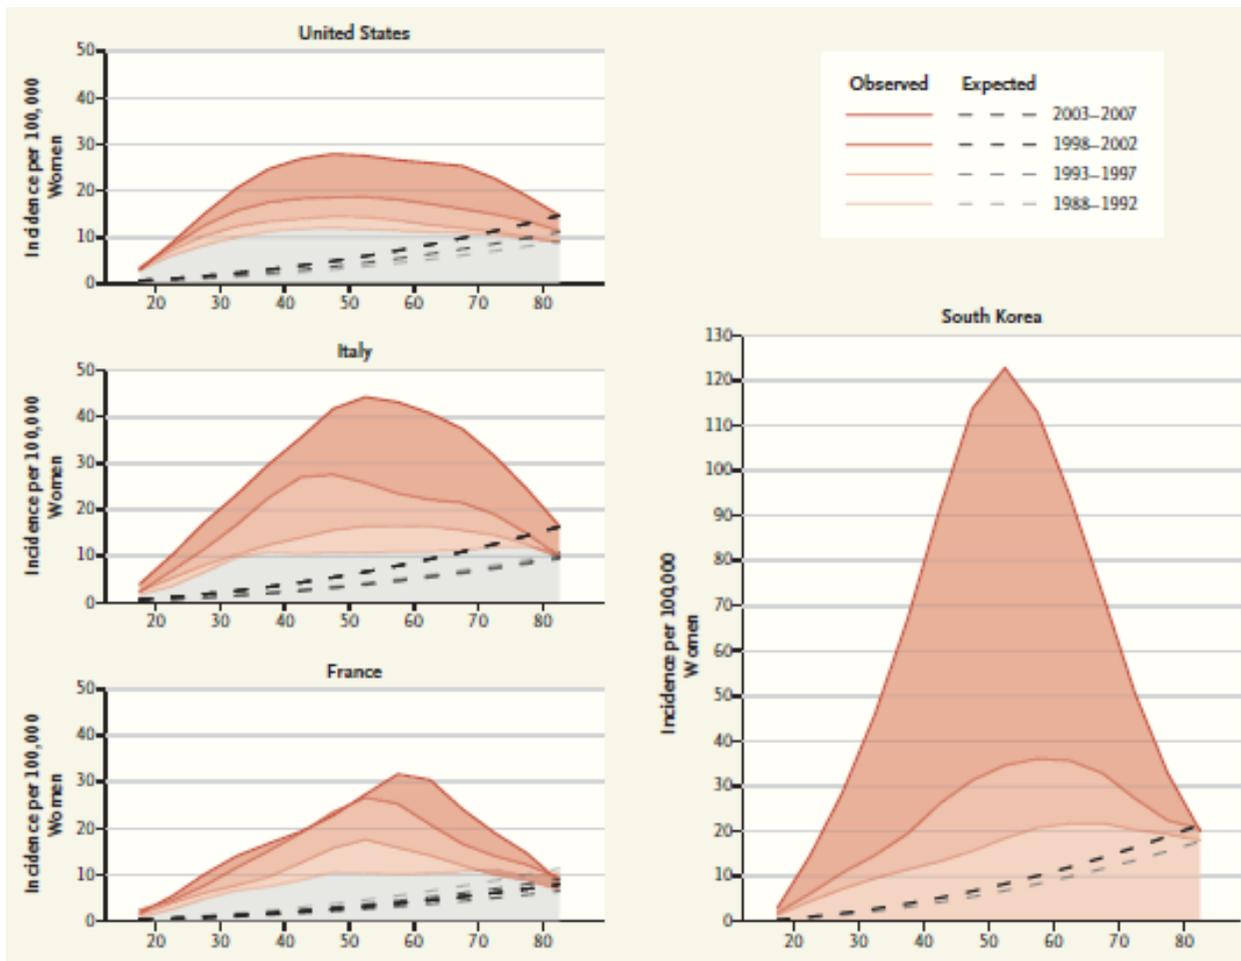 United States
Incidence per 100,000
Women
50
40
30
20
10
0
20 30 40 50 60 70 80
Observed Expected
2003–2007
1998–2002
1993–1997
1988–1992
Italy
Incidence per 100,000
Women
50
40
30
20
10
0
20 30 40 50 60 70 80
France
Incidence per 100,000
Women
50
40
30
20
10
0
20 30 40 50 60 70 80
South Korea
Incidence per 100,000
Women
130
120
110
100
90
80
70
60
50
40
30
20
10
0
20 30 40 50 60 70 80